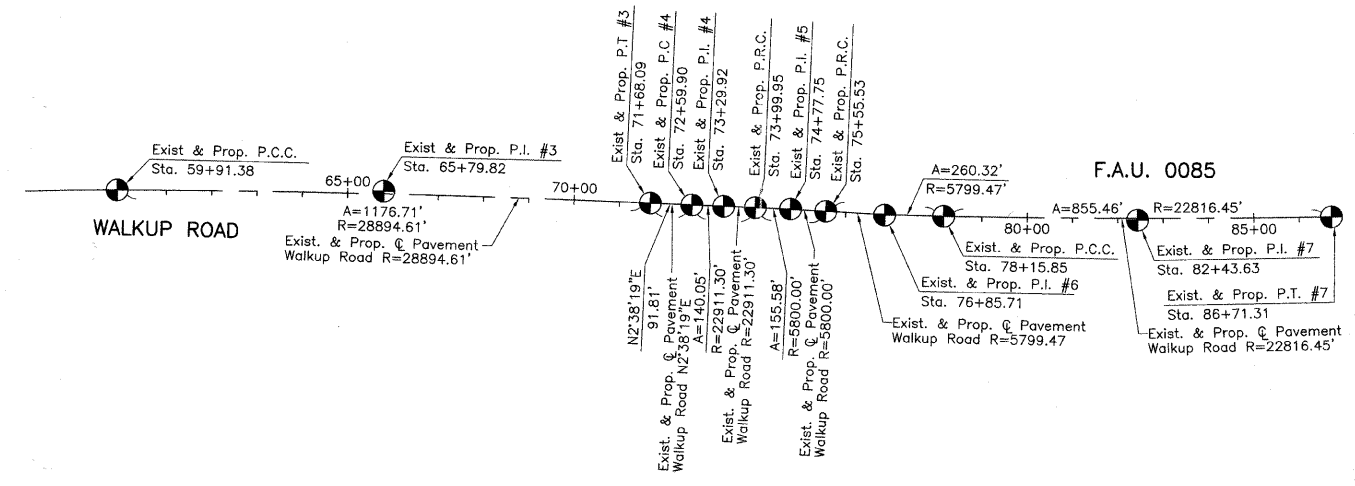 Exist & Prop. P.C.C.
Sta. 59+91.38
WALKUP ROAD
65+00
Exist & Prop. P.I. #3
Sta. 65+79.82
A=1176.71'
R=28894.61'
Exist. & Prop. ℄ Pavement
Walkup Road R=28894.61'
70+00
Exist & Prop. P.T #3
Sta. 71+68.09
Exist & Prop. P.C #4
Sta. 72+59.90
Exist & Prop. P.I. #4
Sta. 73+29.92
Exist & Prop. P.R.C.
Sta. 73+99.95
Exist & Prop. P.I. #5
Sta. 74+77.75
Exist & Prop. P.R.C.
Sta. 75+55.53
N2°38'19"E
91.81'
Exist. & Prop. ℄ Pavement
Walkup Road N2°38'19"E
A=140.05'
R=22911.30'
Exist. & Prop. ℄ Pavement
Walkup Road R=22911.30'
A=155.58'
R=5800.00'
Exist. & Prop. ℄ Pavement
Walkup Road R=5800.00'
A=260.32'
R=5799.47'
F.A.U. 0085
80+00
Exist & Prop. P.C.C.
Sta. 78+15.85
Exist & Prop. P.I. #6
Sta. 76+85.71
Exist. & Prop. ℄ Pavement
Walkup Road R=5799.47
A=855.46'
R=22816.45'
85+00
Exist & Prop. P.I. #7
Sta. 82+43.63
Exist & Prop. P.T. #7
Sta. 86+71.31
Exist. & Prop. ℄ Pavement
Walkup Road R=22816.45'